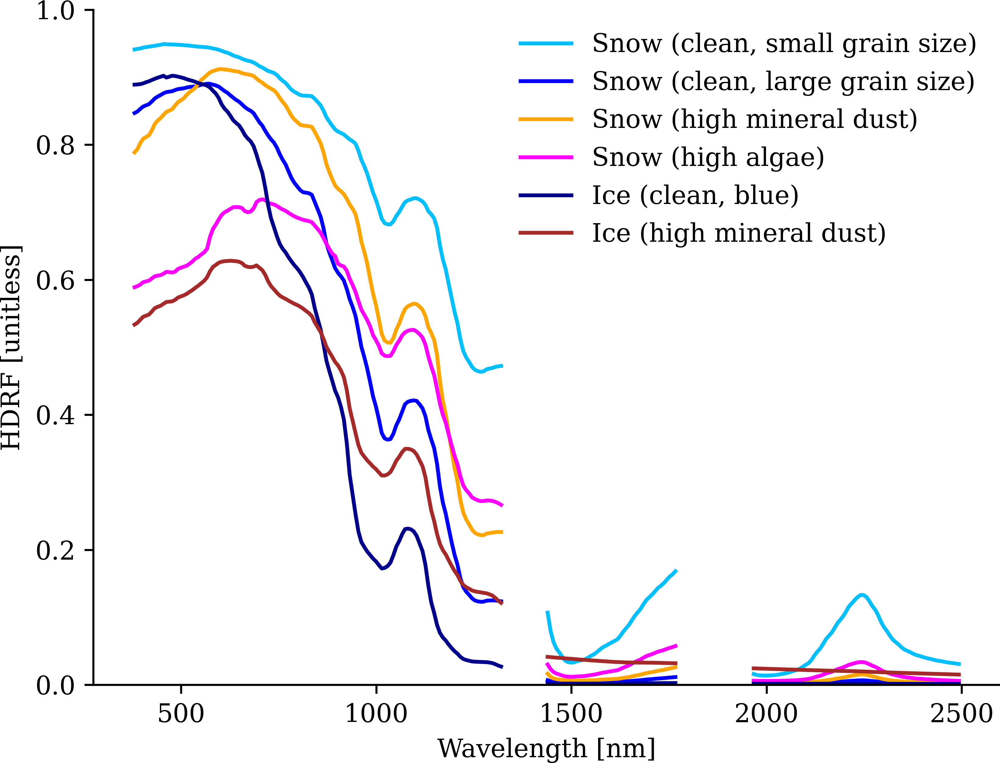 1.0
0.8
0.6
0.4
0.2
0.0
HDRF [unitless]
Snow (clean, small grain size)
Snow (clean, large grain size)
Snow (high mineral dust)
Snow (high algae)
Ice (clean, blue)
Ice (high mineral dust)
500 1000 1500 2000 2500
Wavelength [nm]